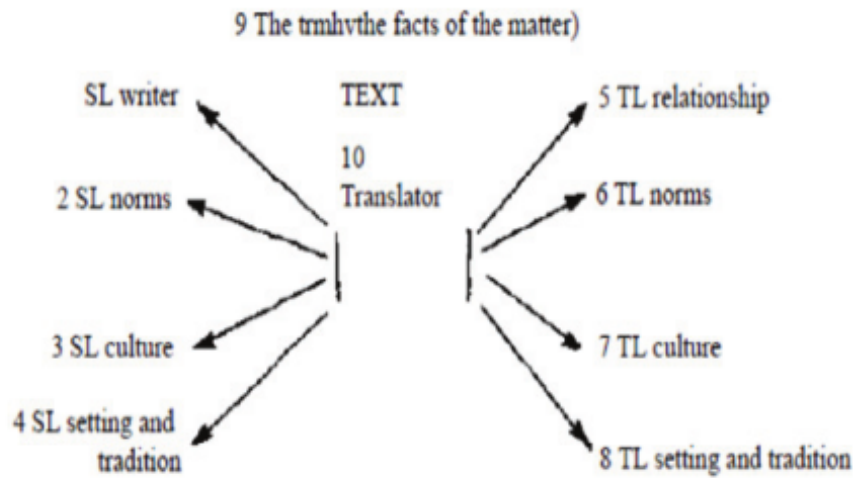 9 The trmhvthe facts of the matter)
SL writer
TEXT
5 TL relationship
10
2 SL norms
Translator
6 TL norms
3 SL culture
7 TL culture
4 SL setting and
tradition
8 TL setting and tradition